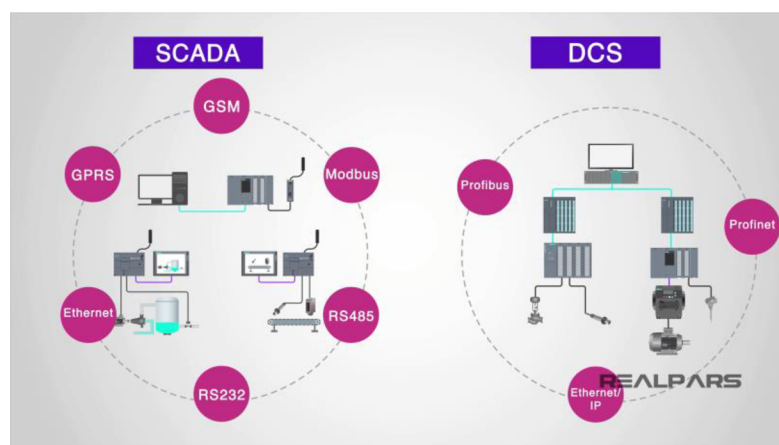 SCADA
DCS
GSM
GPRS
Modbus
Profibus
Profinet
Ethernet
RS485
RS232
Ethernet/
IP
REALPARS